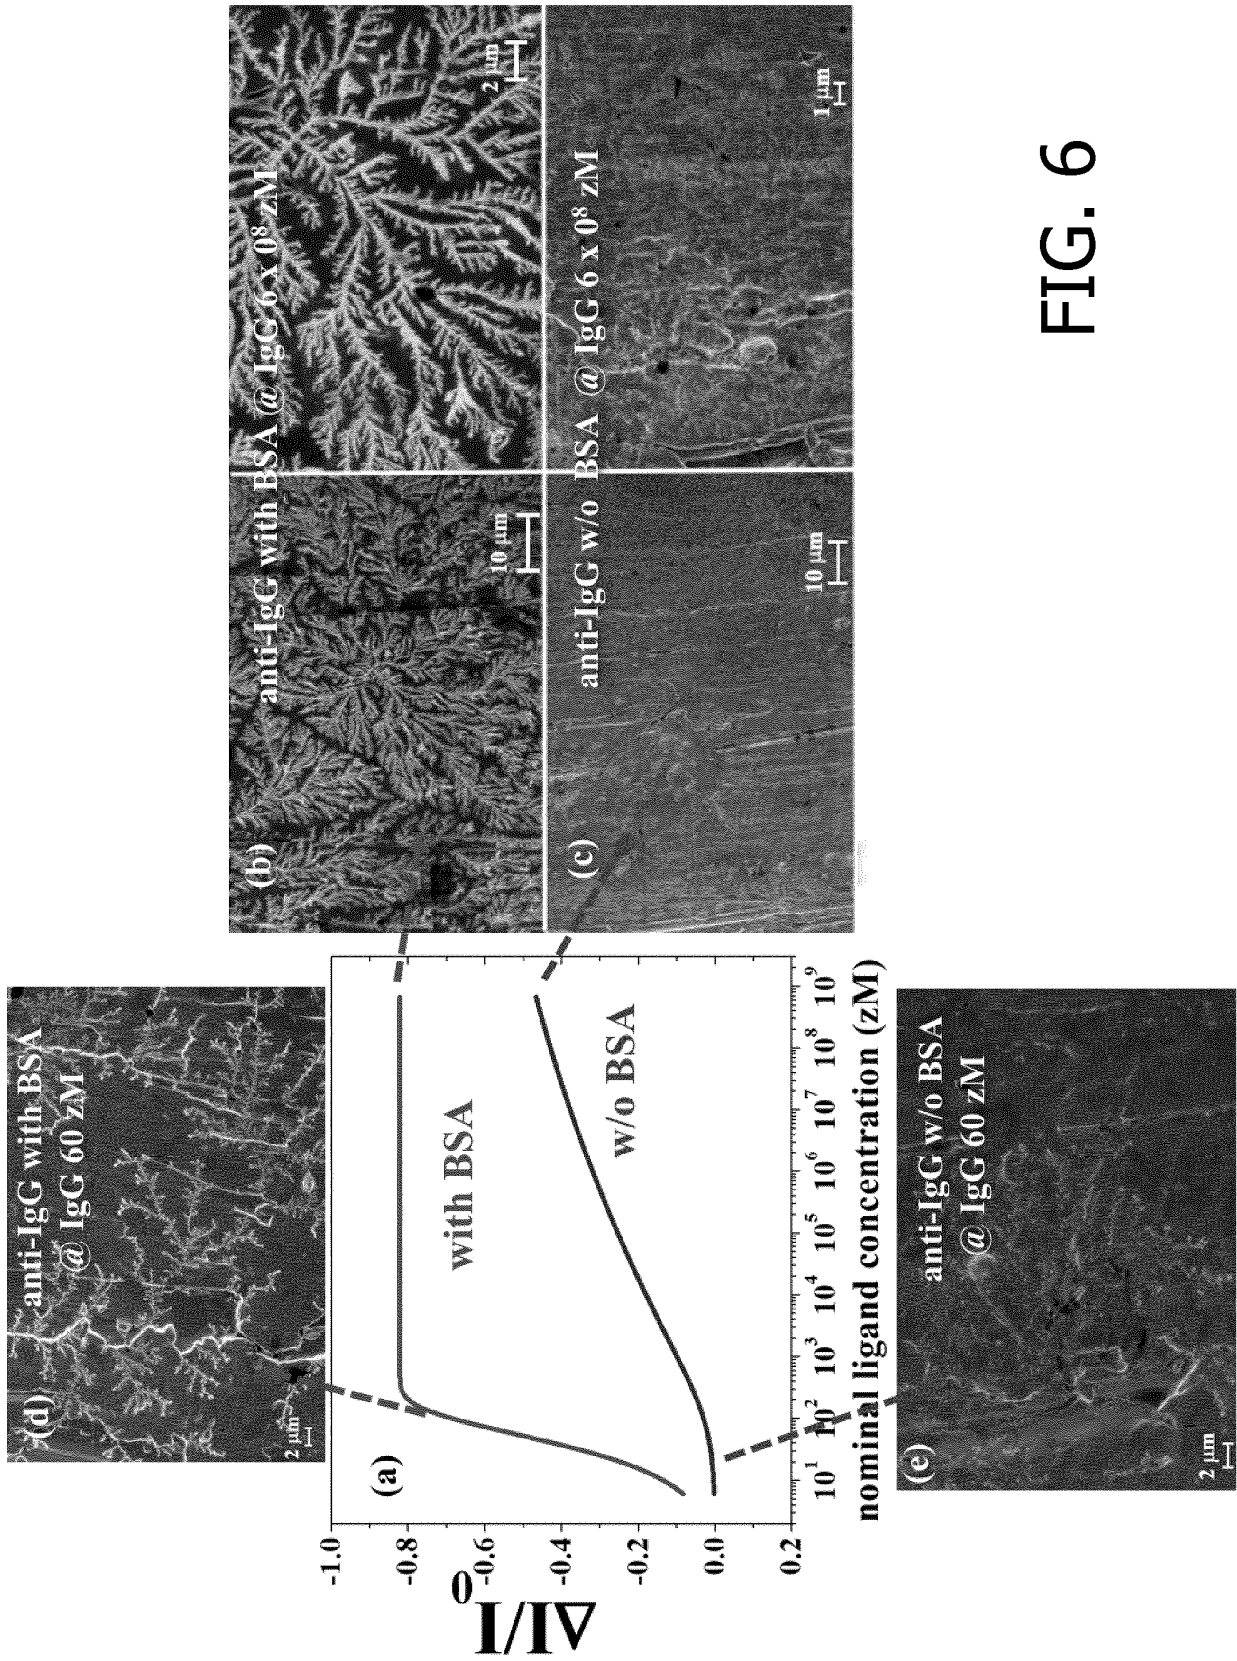 anti-IgG with BSA
@ IgG 60 zM
(d)
2 μm
anti-IgG with BSA @ IgG 6 x 0⁸ zM
(b)
10 μm
2 μm
anti-IgG w/o BSA @ IgG 6 x 0⁸ zM
(c)
10 μm
1 μm
(a)
ΔI/I₀
-1.0
-0.8
-0.6
-0.4
-0.2
0.0
0.2
with BSA
w/o BSA
10¹ 10² 10³ 10⁴ 10⁵ 10⁶ 10⁷ 10⁸ 10⁹
nominal ligand concentration (zM)
anti-IgG w/o BSA
@ IgG 60 zM
(e)
2 μm
FIG. 6